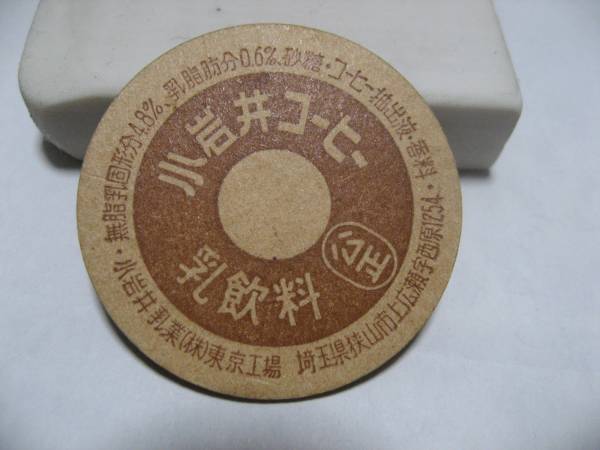 小岩井コーヒー
公正
乳飲料
・無脂乳固形分4.8%、乳脂肪分0.6%、砂糖・コーヒー抽出液・香料・
小岩井乳業(株)東京工場 埼玉県狭山市上広瀬字西原1254